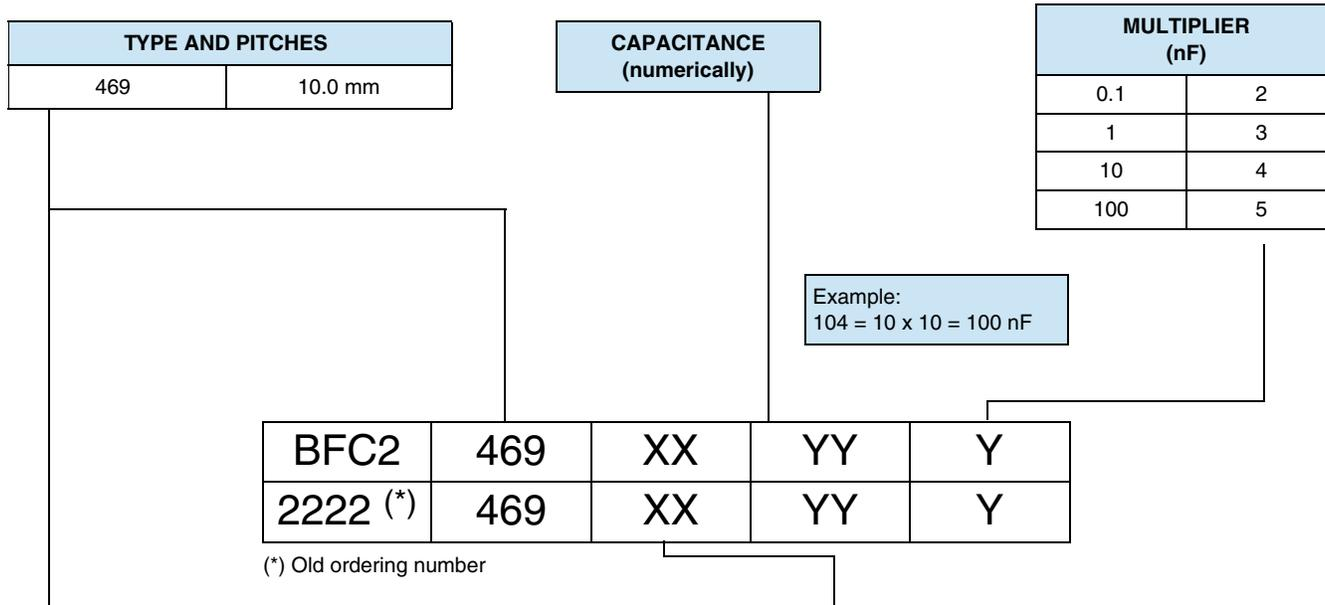 TYPE AND PITCHES
469 10.0 mm
CAPACITANCE
(numerically)
MULTIPLIER
(nF)
0.1 2
1 3
10 4
100 5
Example:
104 = 10 x 10 = 100 nF
BFC2 469 XX YY Y
2222 (*) 469 XX YY Y
(*) Old ordering number